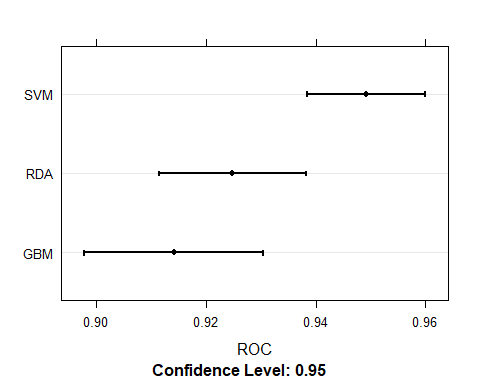 SVM
RDA
GBM
0.90 0.92 0.94 0.96
ROC
Confidence Level: 0.95